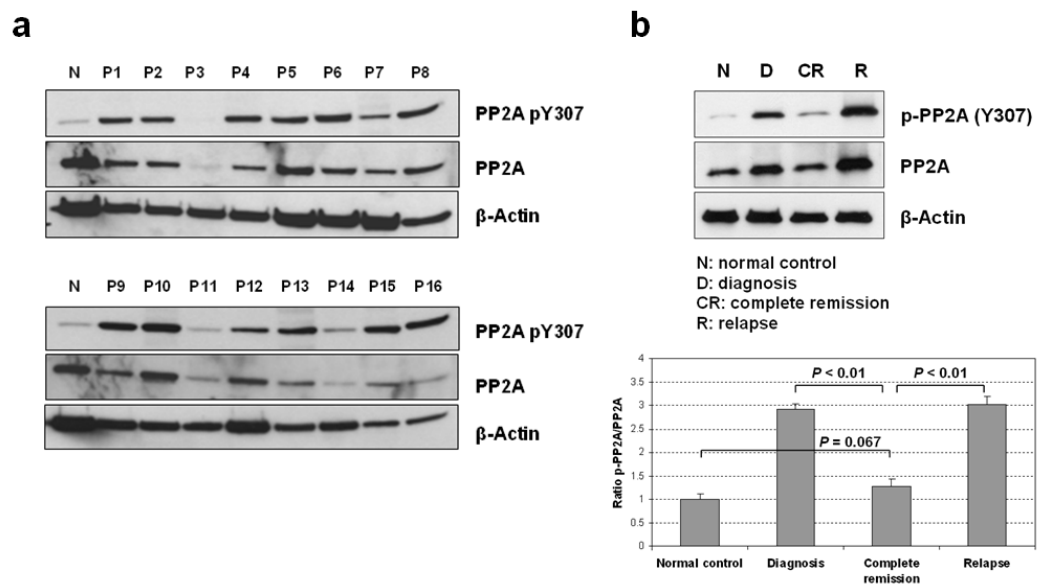 a
N P1 P2 P3 P4 P5 P6 P7 P8
PP2A pY307
PP2A
β-Actin
N P9 P10 P11 P12 P13 P14 P15 P16
PP2A pY307
PP2A
β-Actin
b
N D CR R
p-PP2A (Y307)
PP2A
β-Actin
N: normal control
D: diagnosis
CR: complete remission
R: relapse
Ratio p-PP2A/PP2A
4
3.5
3
2.5
2
1.5
1
0.5
0
P < 0.01 P < 0.01
P = 0.067
Normal control Diagnosis Complete remission Relapse